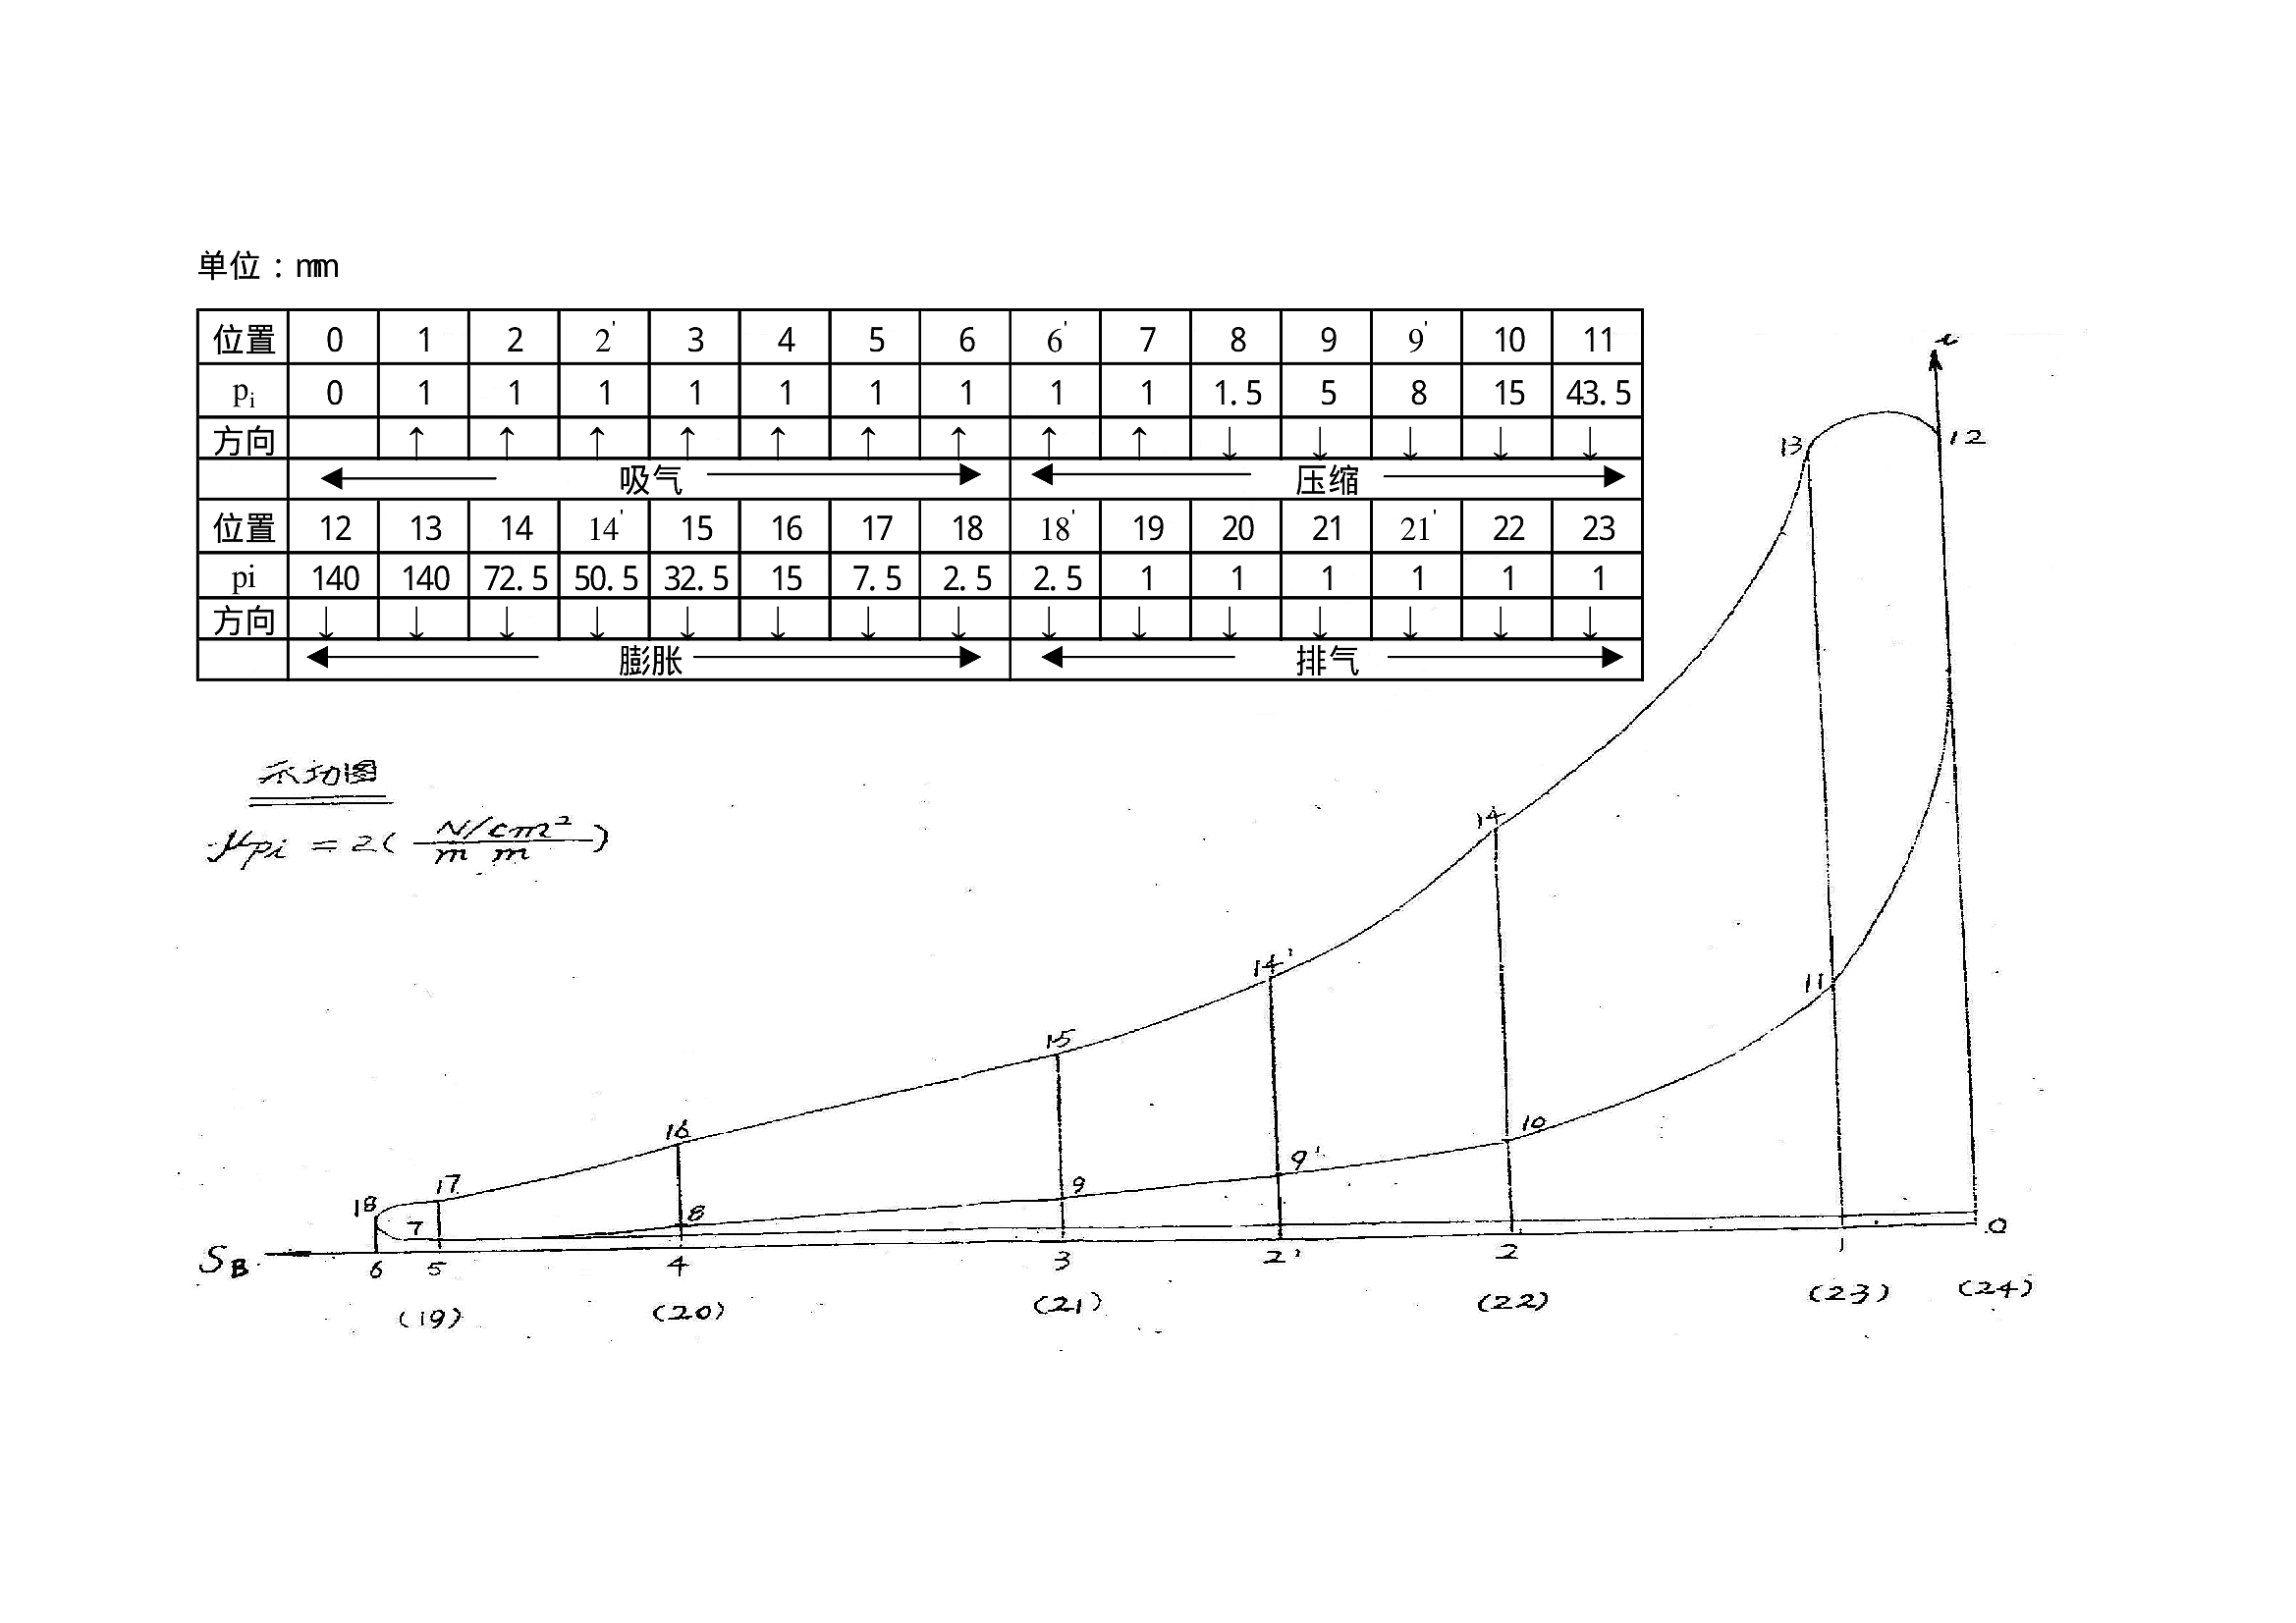 单位：mm
位置 0 1 2 2' 3 4 5 6 6' 7 8 9 9' 10 11
pi 0 1 1 1 1 1 1 1 1 1 1.5 5 8 15 43.5
方向 ↑ ↑ ↑ ↑ ↑ ↑ ↑ ↑ ↑ ↓ ↓ ↓ ↓ ↓
吸气 压缩
位置 12 13 14 14' 15 16 17 18 18' 19 20 21 21' 22 23
pi 140 140 72.5 50.5 32.5 15 7.5 2.5 2.5 1 1 1 1 1 1
方向 ↓ ↓ ↓ ↓ ↓ ↓ ↓ ↓ ↓ ↓ ↓ ↓ ↓ ↓ ↓
膨胀 排气
示功图
μpi = 2( N/cm² / mm )
13 12
14
14' 11
15
16 10
9'
17 9
18 7 8
SB 6 5 4 3 2' 2 1 0
(19) (20) (21) (22) (23) (24)